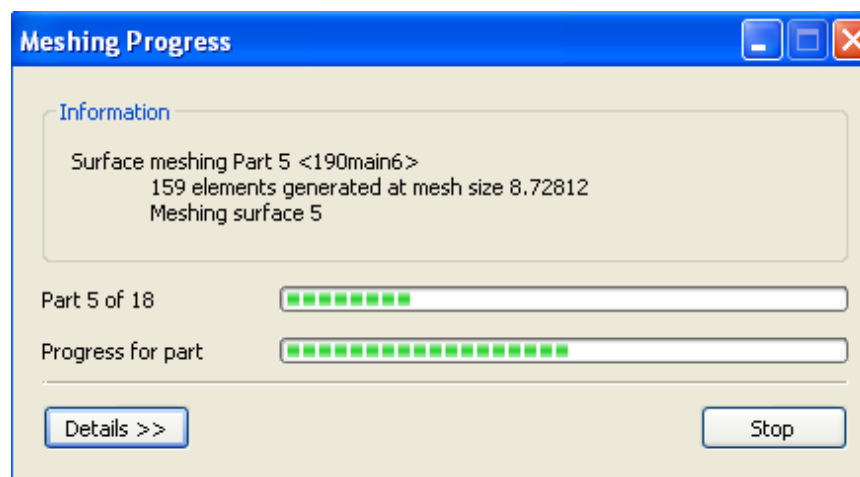 Meshing Progress
Information
Surface meshing Part 5 <190main6>
159 elements generated at mesh size 8.72812
Meshing surface 5
Part 5 of 18
Progress for part
Details >>
Stop